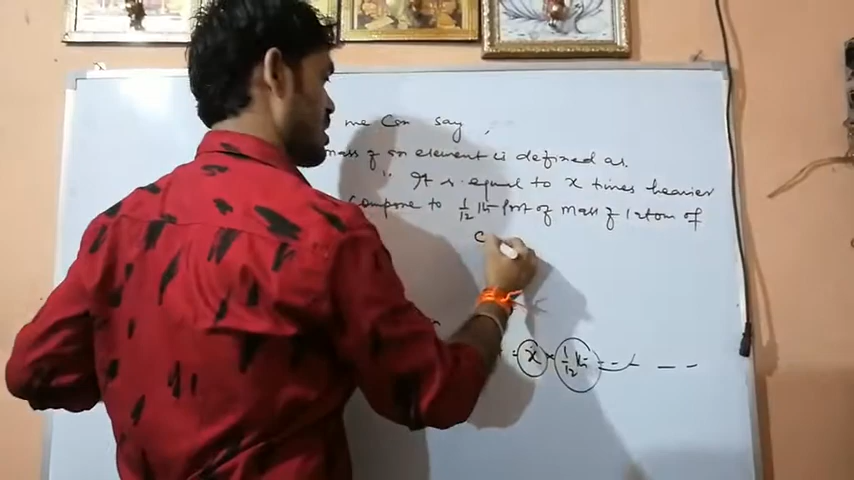 me Can say
mass of an element is defined as
It is equal to x times heavier
Compare to 1/12 th part of mass of 1 atom of
C
x × 1/12 th